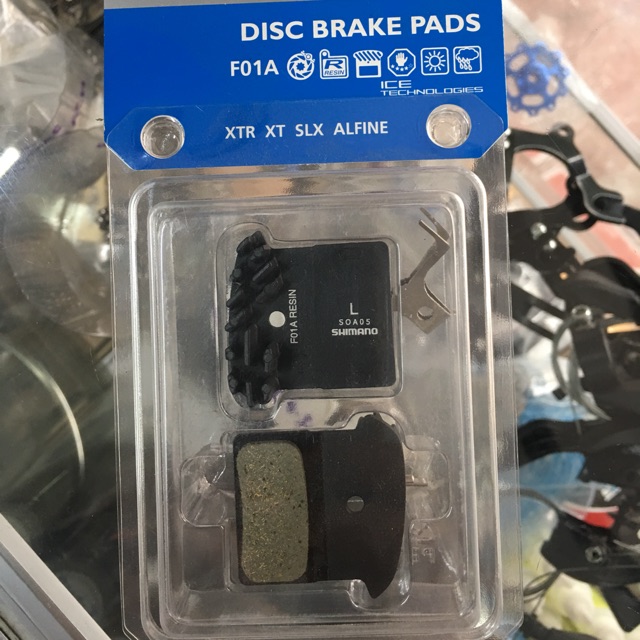 DISC BRAKE PADS
F01A
RESIN
ICE
TECHNOLOGIES
XTR XT SLX ALFINE
F01A RESIN
L
S0A05
SHIMANO